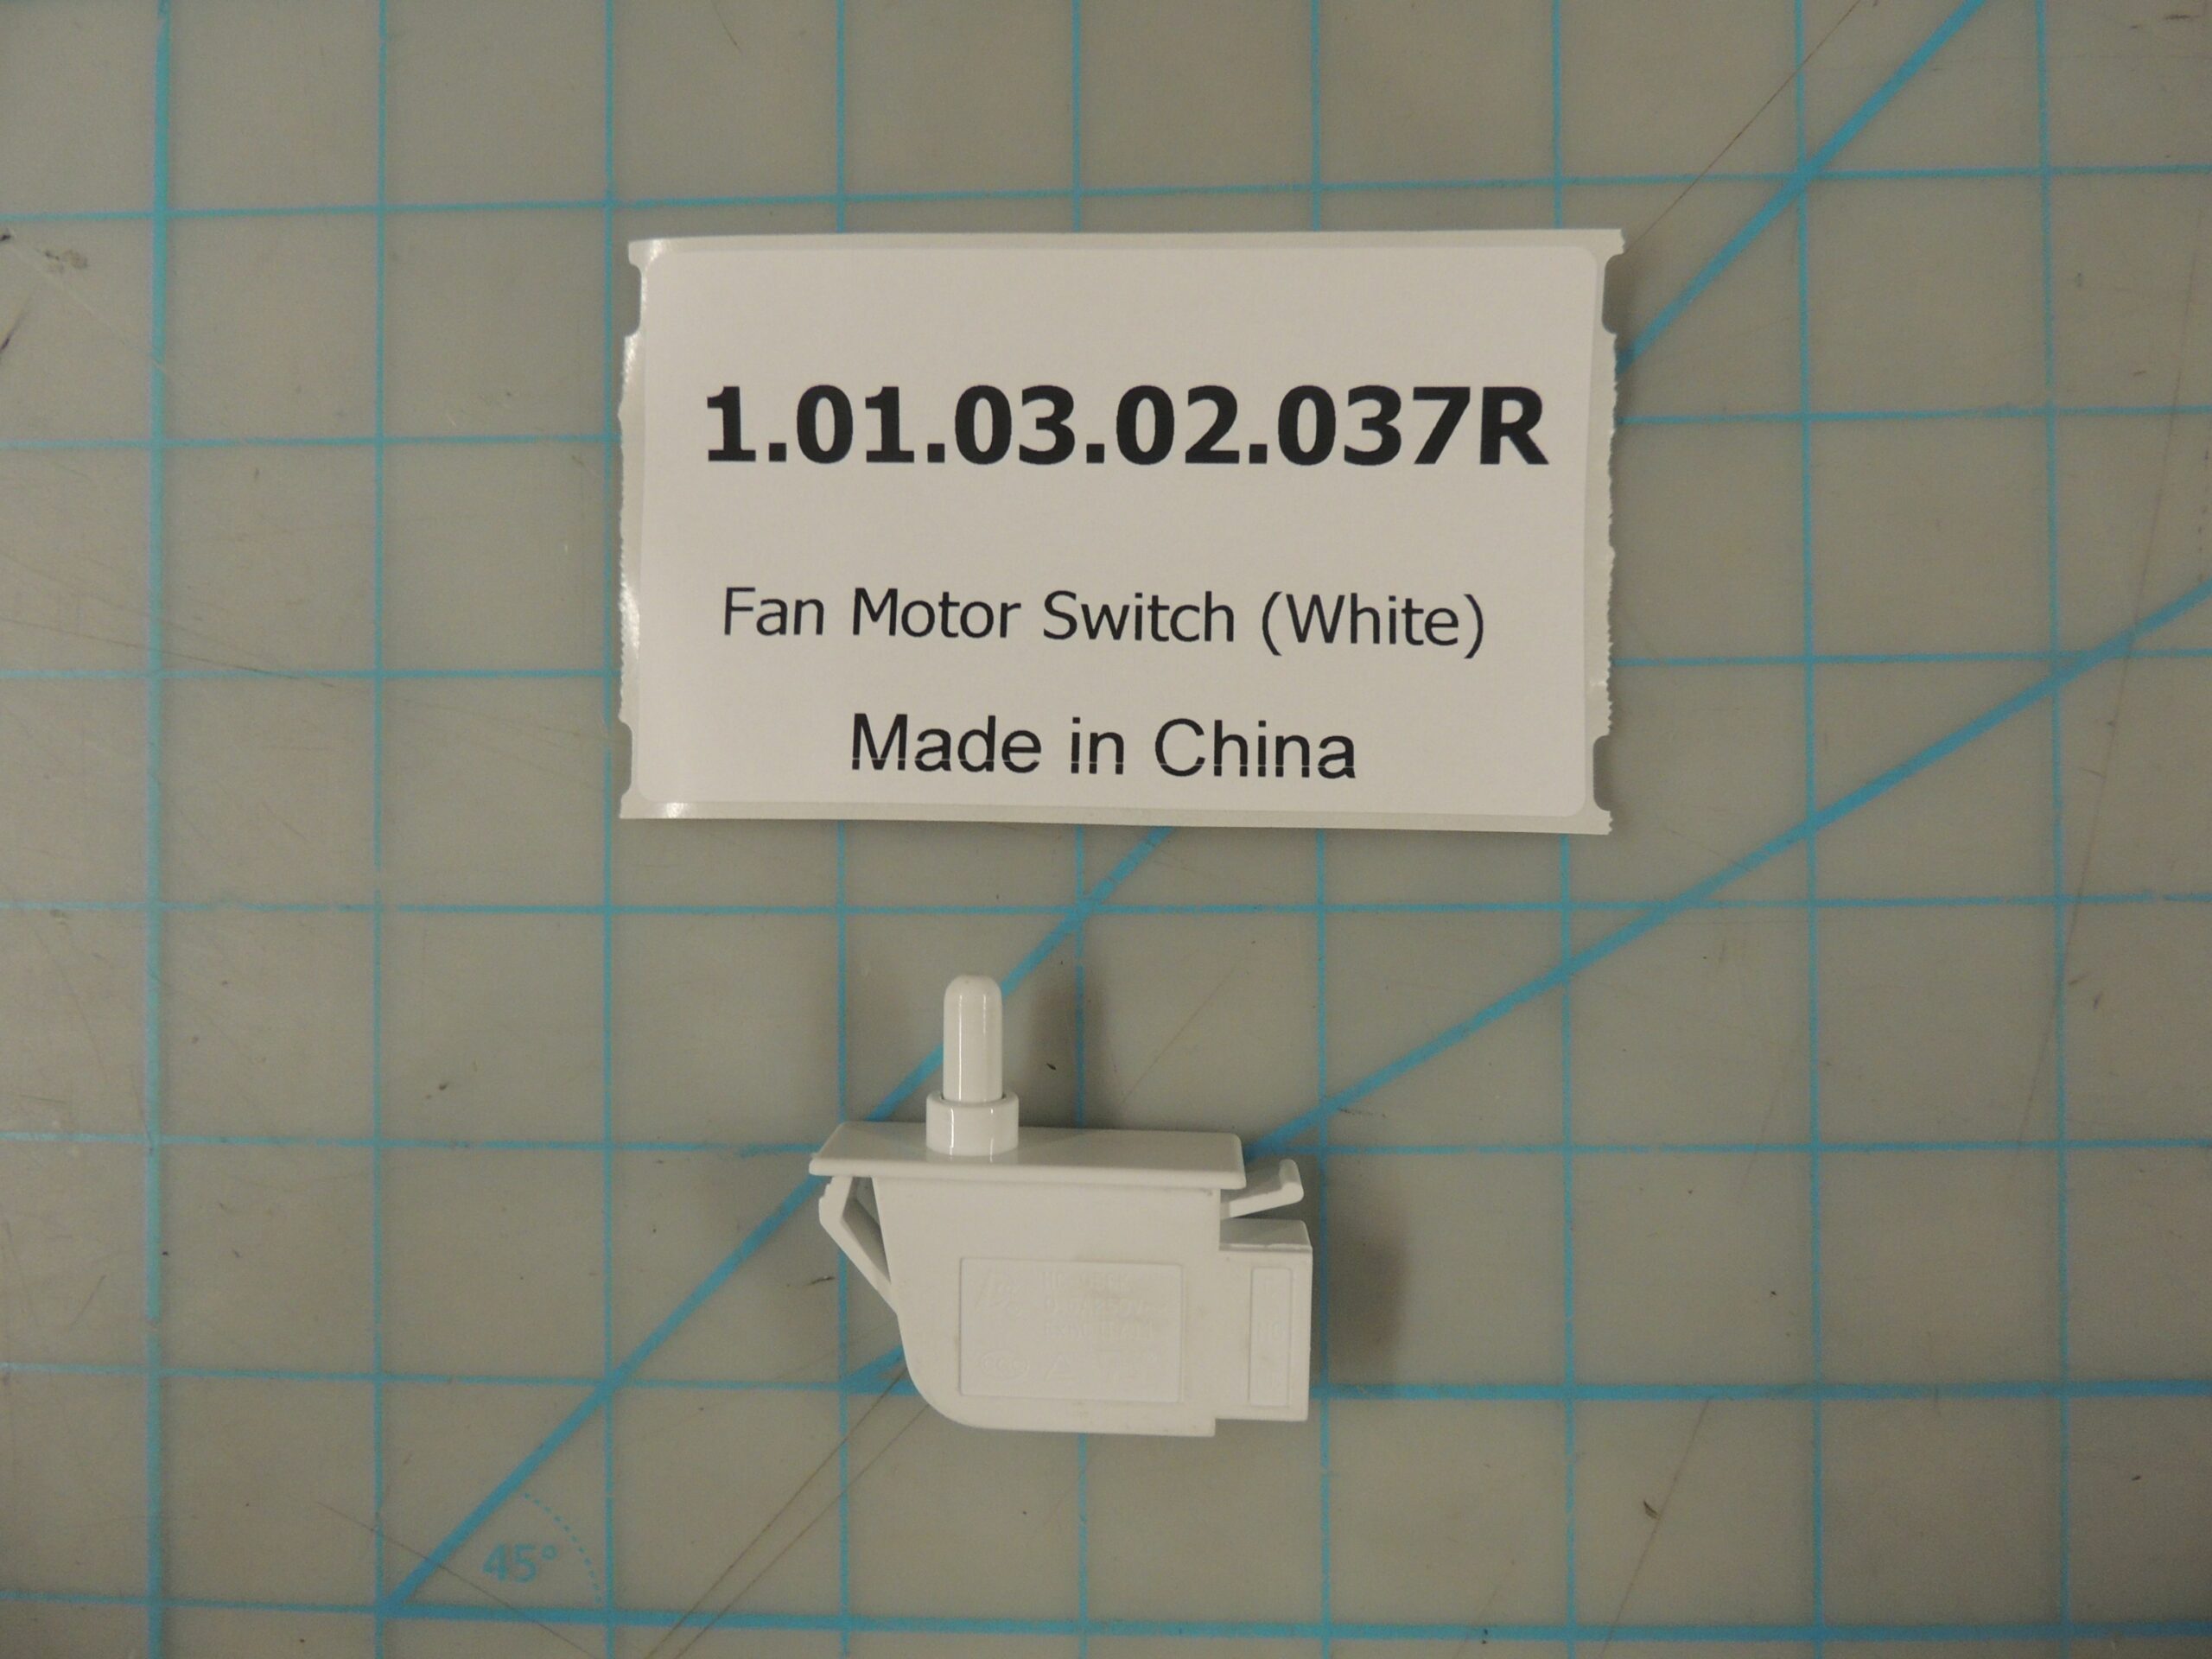 1.01.03.02.037R
Fan Motor Switch (White)
Made in China
45°